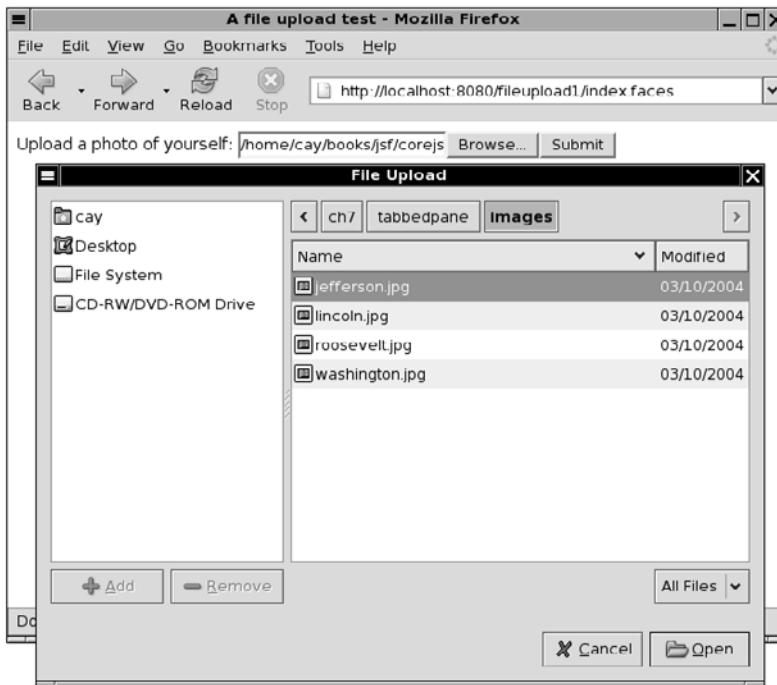 A file upload test - Mozilla Firefox
File Edit View Go Bookmarks Tools Help
Back Forward Reload Stop http://localhost:8080/fileupload1/index.faces
Upload a photo of yourself: /home/cay/books/jsf/corejs Browse... Submit
File Upload
cay
Desktop
File System
CD-RW/DVD-ROM Drive
ch7 tabbedpane images
Name Modified
jefferson.jpg 03/10/2004
lincoln.jpg 03/10/2004
roosevelt.jpg 03/10/2004
washington.jpg 03/10/2004
Add Remove All Files
Do
Cancel Open